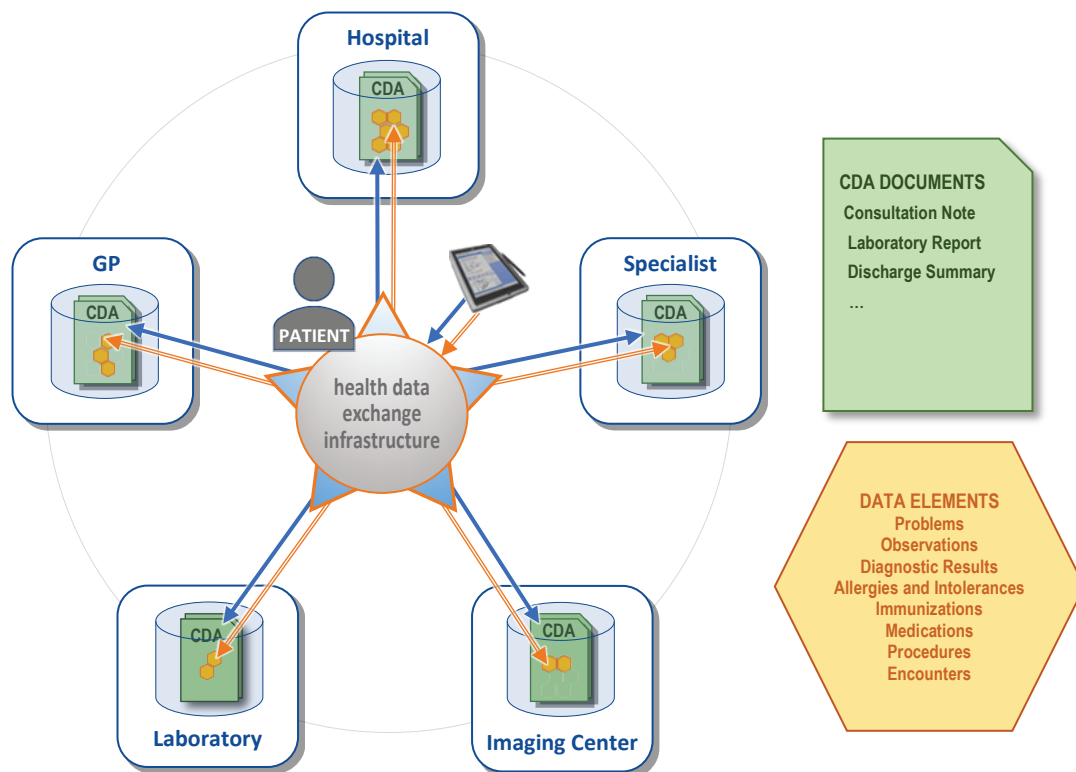 Hospital
CDA
GP
CDA
PATIENT
Specialist
CDA
health data
exchange
infrastructure
CDA
Laboratory
CDA
Imaging Center
CDA DOCUMENTS
Consultation Note
Laboratory Report
Discharge Summary
...
DATA ELEMENTS
Problems
Observations
Diagnostic Results
Allergies and Intolerances
Immunizations
Medications
Procedures
Encounters